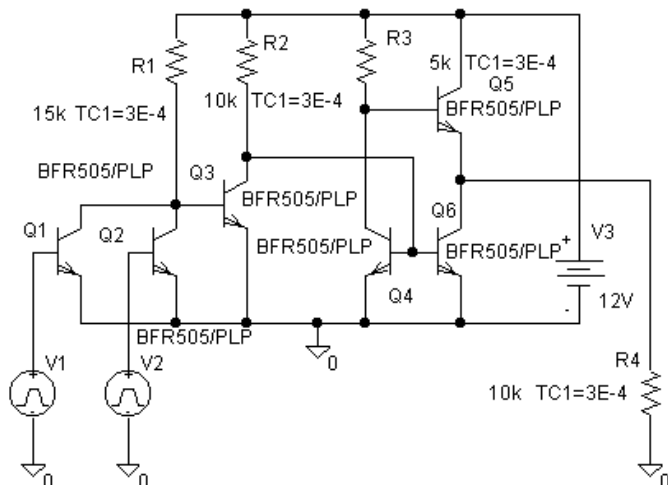 R1
R2
R3
5k TC1=3E-4
Q5
15k TC1=3E-4
10k TC1=3E-4
BFR505/PLP
BFR505/PLP
Q3
BFR505/PLP
Q1
Q2
Q6
BFR505/PLP
BFR505/PLP
+
V3
Q4
12V
-
BFR505/PLP
0
V1
V2
R4
+
+
10k TC1=3E-4
-
-
0
0
0